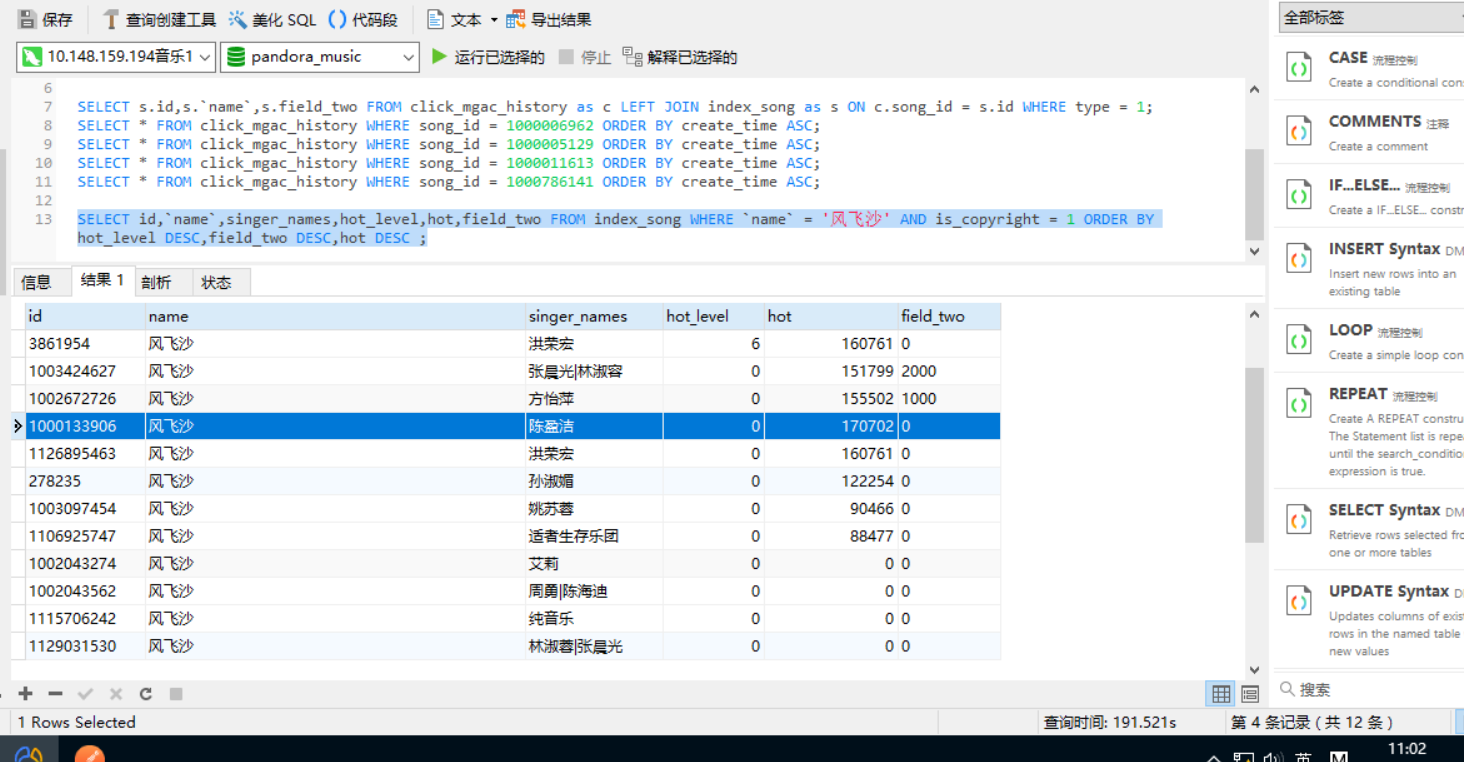 保存 查询创建工具 美化 SQL 代码段 文本 导出结果
10.148.159.194音乐1 pandora_music 运行已选择的 停止 解释已选择的
6
7 SELECT s.id,s.`name`,s.field_two FROM click_mgac_history as c LEFT JOIN index_song as s ON c.song_id = s.id WHERE type = 1;
8 SELECT * FROM click_mgac_history WHERE song_id = 1000006962 ORDER BY create_time ASC;
9 SELECT * FROM click_mgac_history WHERE song_id = 1000005129 ORDER BY create_time ASC;
10 SELECT * FROM click_mgac_history WHERE song_id = 1000011613 ORDER BY create_time ASC;
11 SELECT * FROM click_mgac_history WHERE song_id = 1000786141 ORDER BY create_time ASC;
12
13 SELECT id,`name`,singer_names,hot_level,hot,field_two FROM index_song WHERE `name` = '风飞沙' AND is_copyright = 1 ORDER BY
hot_level DESC,field_two DESC,hot DESC ;
信息 结果 1 剖析 状态
id name singer_names hot_level hot field_two
3861954 风飞沙 洪荣宏 6 160761 0
1003424627 风飞沙 张晨光|林淑容 0 151799 2000
1002672726 风飞沙 方怡萍 0 155502 1000
1000133906 风飞沙 陈盈洁 0 170702 0
1126895463 风飞沙 洪荣宏 0 160761 0
278235 风飞沙 孙淑媚 0 122254 0
1003097454 风飞沙 姚苏蓉 0 90466 0
1106925747 风飞沙 适者生存乐团 0 88477 0
1002043274 风飞沙 艾莉 0 0 0
1002043562 风飞沙 周勇|陈海迪 0 0 0
1115706242 风飞沙 纯音乐 0 0 0
1129031530 风飞沙 林淑蓉|张晨光 0 0 0
1 Rows Selected 查询时间: 191.521s 第 4 条记录 ( 共 12 条 )
全部标签
CASE 流程控制
Create a conditional cons
COMMENTS 注释
Create a comment
IF...ELSE... 流程控制
Create a IF...ELSE... constr
INSERT Syntax DM
Insert new rows into an
existing table
LOOP 流程控制
Create a simple loop con
REPEAT 流程控制
Create A REPEAT constru
The Statement list is repea
until the search_condition
expression is true.
SELECT Syntax DM
Retrieve rows selected fro
one or more tables
UPDATE Syntax D
Updates columns of exist
rows in the named table
new values
搜索
英 M 11:02